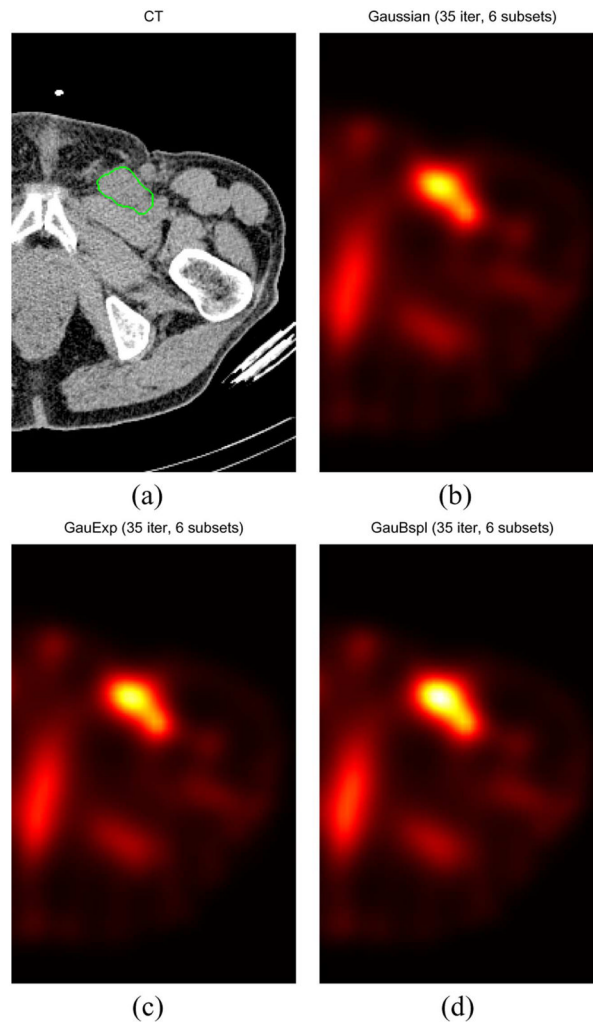 CT
Gaussian (35 iter, 6 subsets)
(a)
(b)
GauExp (35 iter, 6 subsets)
GauBspl (35 iter, 6 subsets)
(c)
(d)